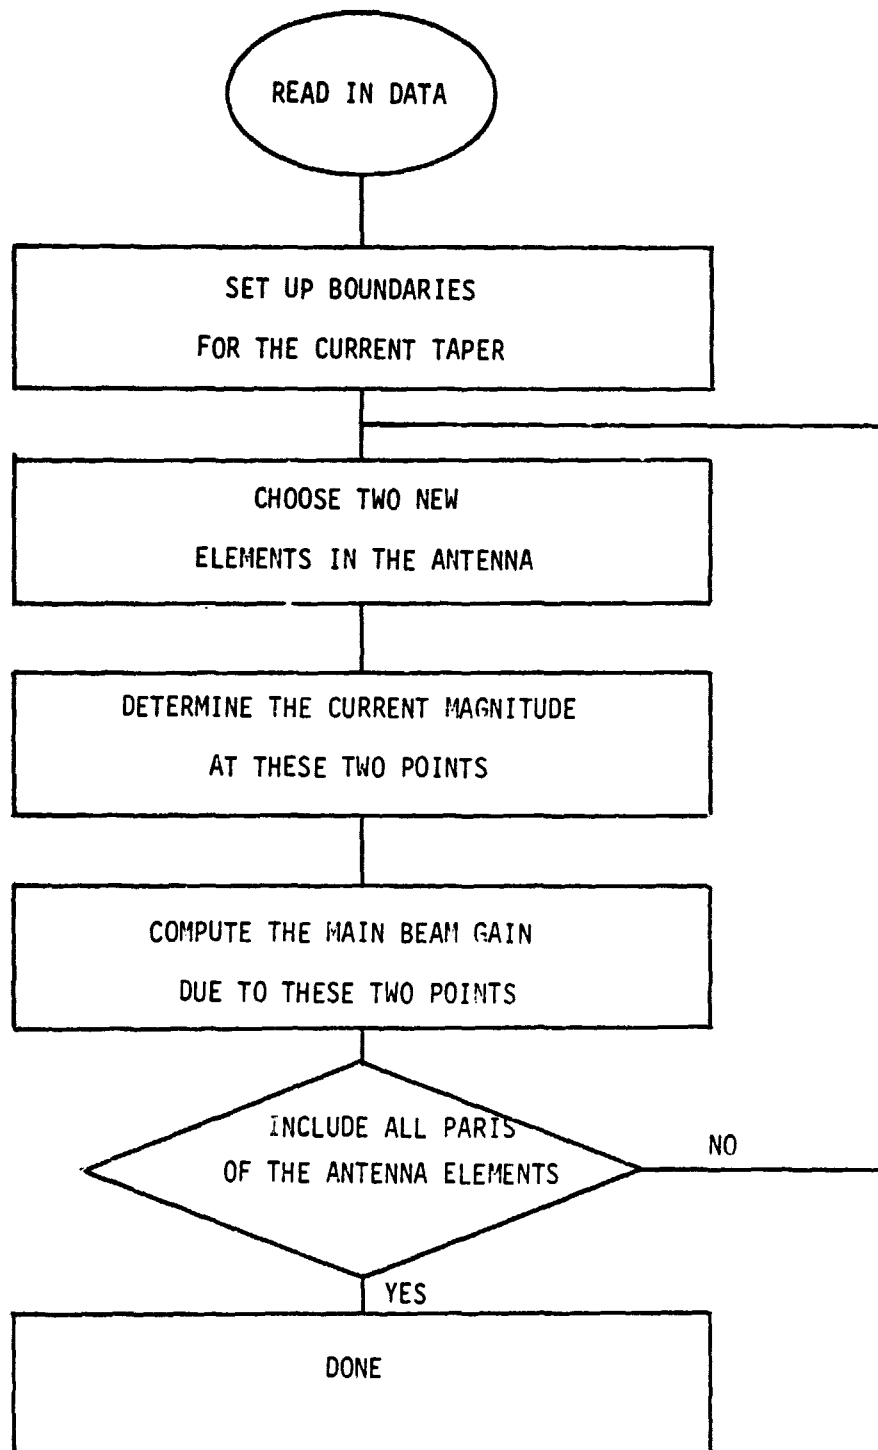 READ IN DATA
SET UP BOUNDARIES
FOR THE CURRENT TAPER
CHOOSE TWO NEW
ELEMENTS IN THE ANTENNA
DETERMINE THE CURRENT MAGNITUDE
AT THESE TWO POINTS
COMPUTE THE MAIN BEAM GAIN
DUE TO THESE TWO POINTS
INCLUDE ALL PARIS
OF THE ANTENNA ELEMENTS
NO
YES
DONE